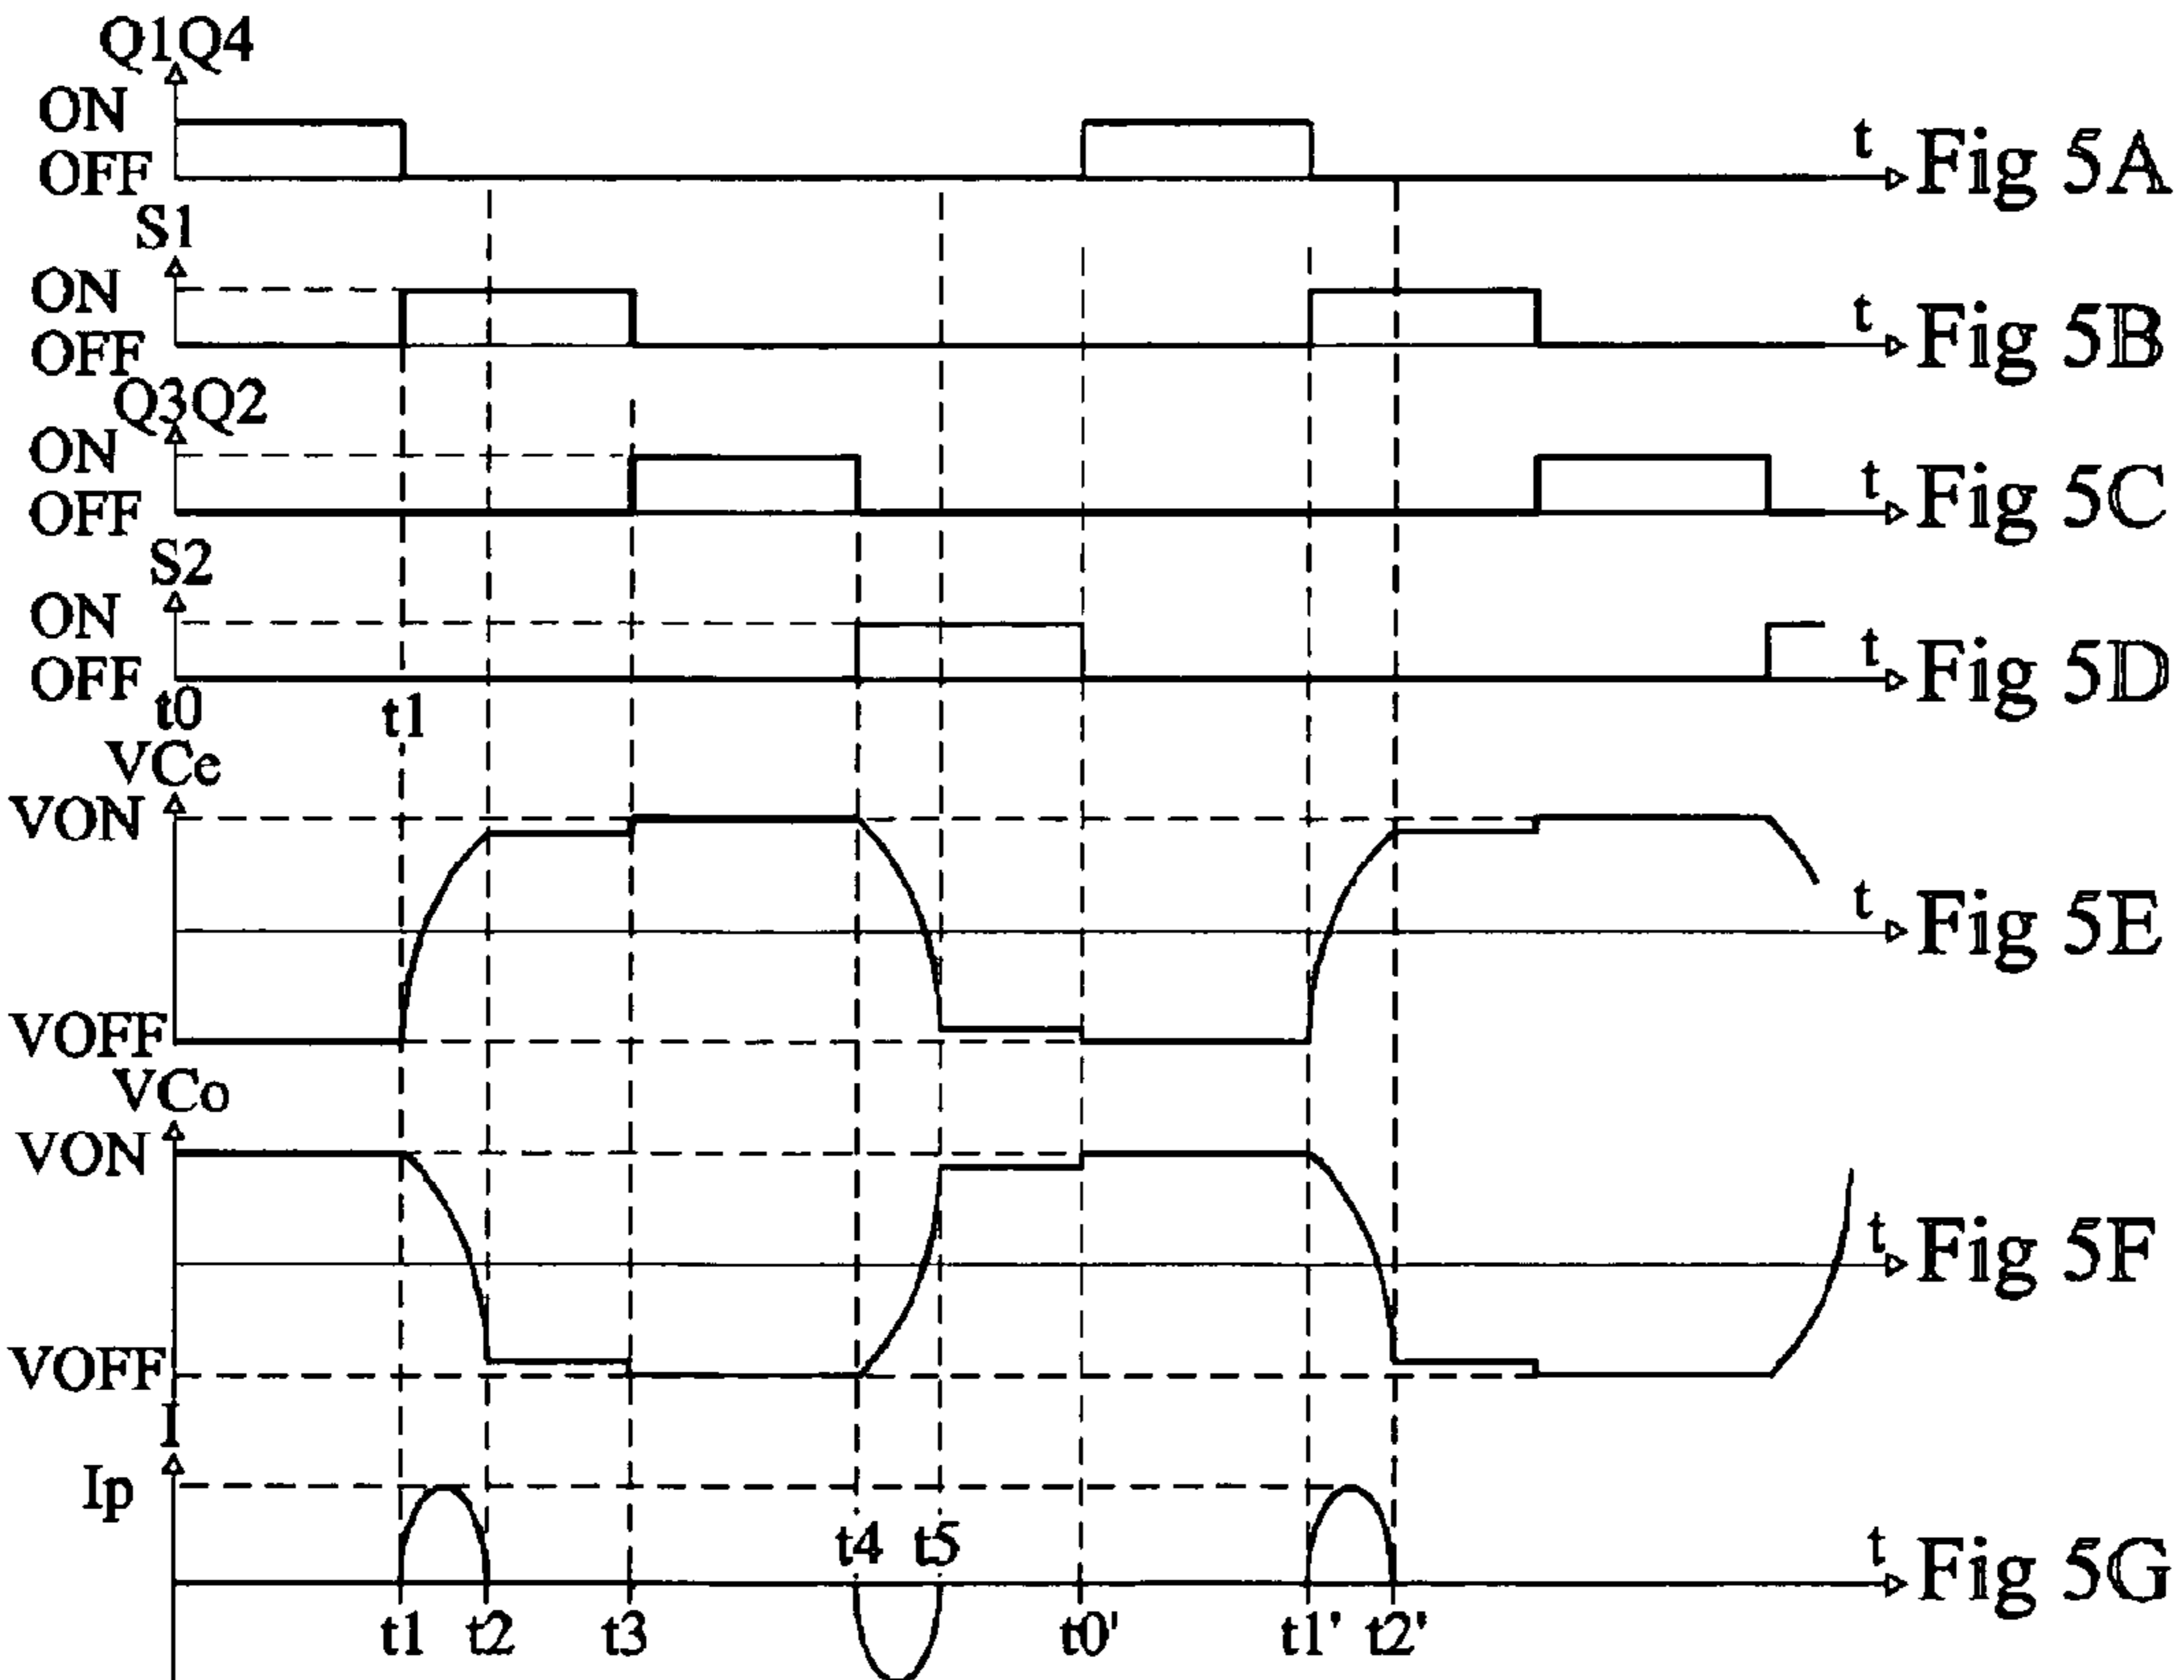 Q1Q4
ON
OFF
t
Fig 5A
S1
ON
OFF
t
Fig 5B
Q3Q2
ON
OFF
t
Fig 5C
S2
ON
OFF
t
Fig 5D
t0
t1
VCe
VON
VOFF
t
Fig 5E
VCo
VON
VOFF
t
Fig 5F
I
Ip
t4
t5
t
Fig 5G
t1
t2
t3
t0'
t1'
t2'